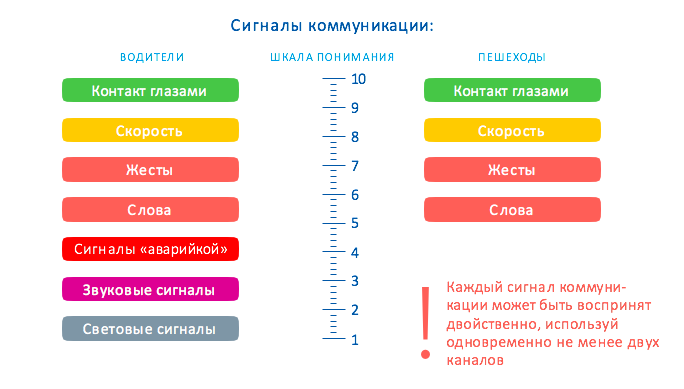 Сигналы коммуникации:
ВОДИТЕЛИ
ШКАЛА ПОНИМАНИЯ
ПЕШЕХОДЫ
Контакт глазами
Скорость
Жесты
Слова
Сигналы «аварийкой»
Звуковые сигналы
Световые сигналы
10
9
8
7
6
5
4
3
2
1
Контакт глазами
Скорость
Жесты
Слова
!
Каждый сигнал коммуни-
кации может быть воспринят
двойственно, используй
одновременно не менее двух
каналов